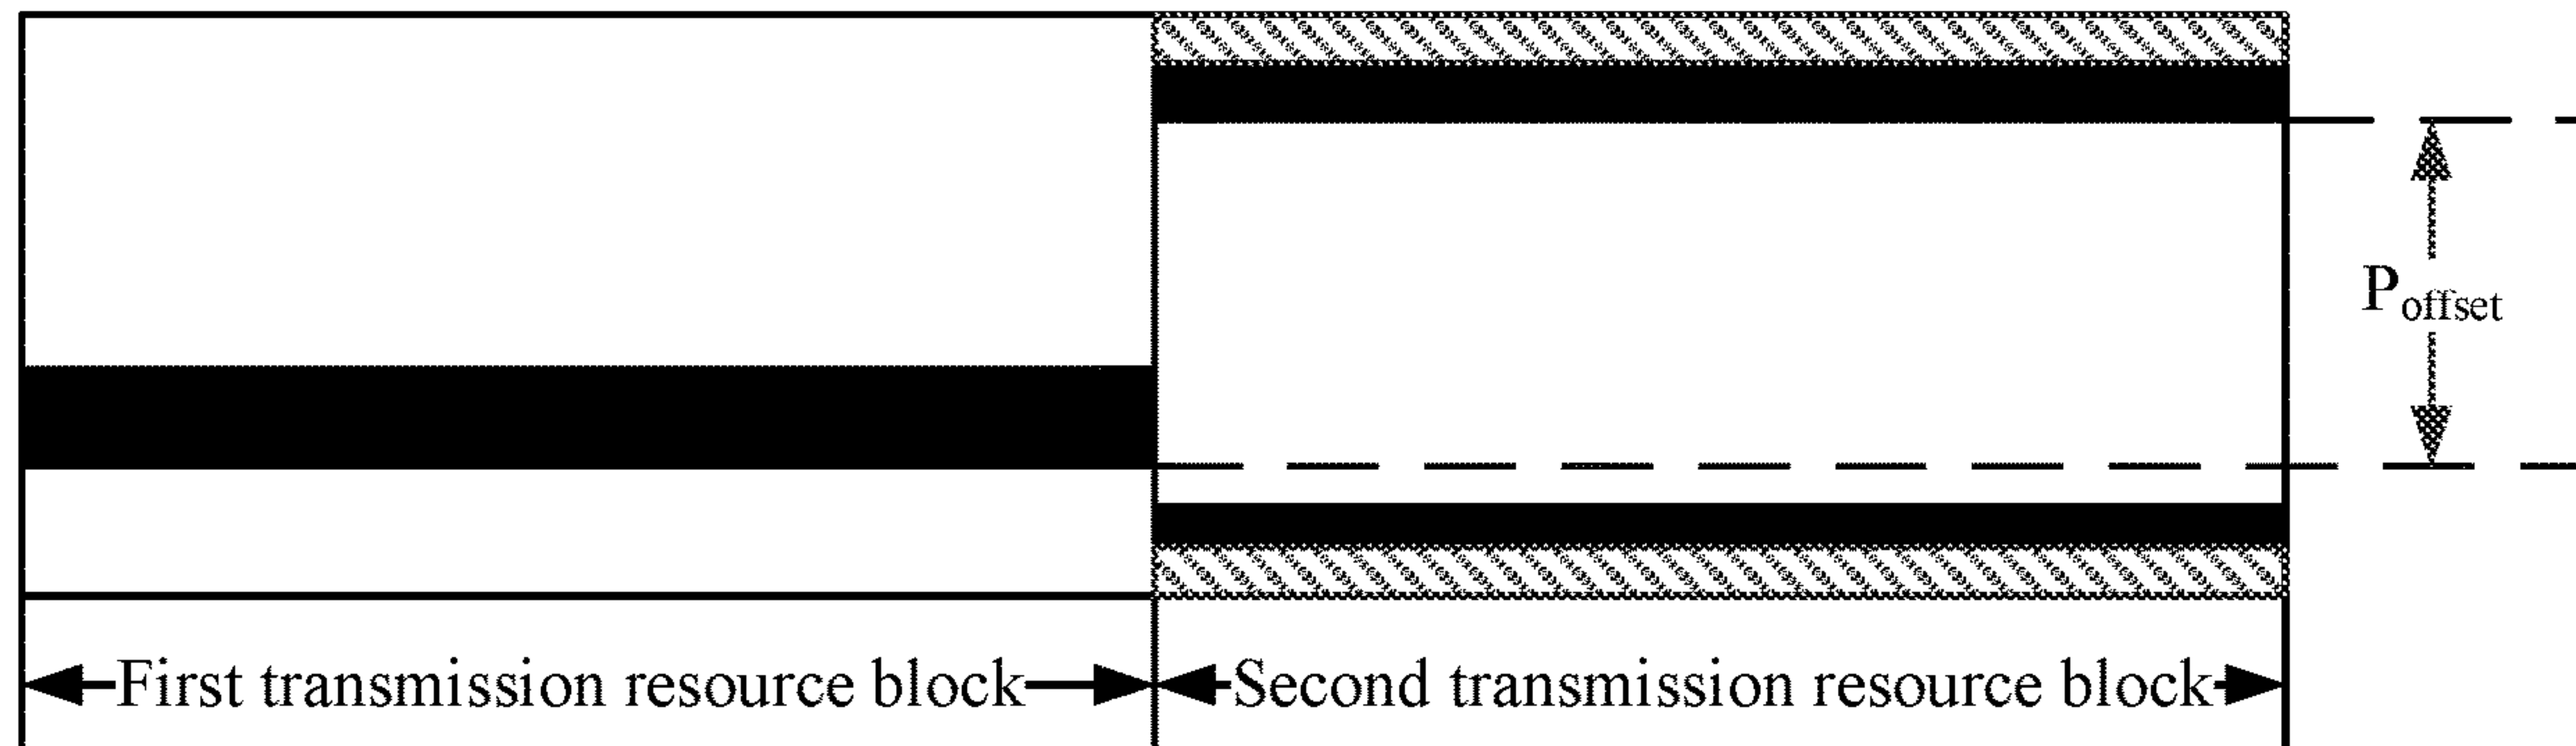 P_offset
First transmission resource block
Second transmission resource block